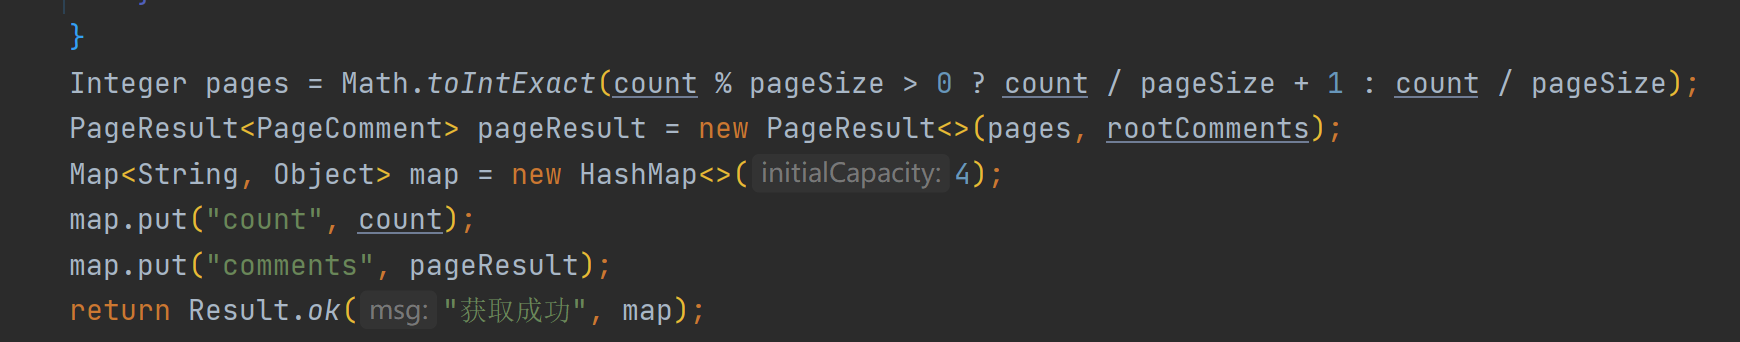 }
Integer pages = Math.toIntExact(count % pageSize > 0 ? count / pageSize + 1 : count / pageSize);
PageResult<PageComment> pageResult = new PageResult<>(pages, rootComments);
Map<String, Object> map = new HashMap<>( initialCapacity: 4);
map.put("count", count);
map.put("comments", pageResult);
return Result.ok( msg: "获取成功", map);